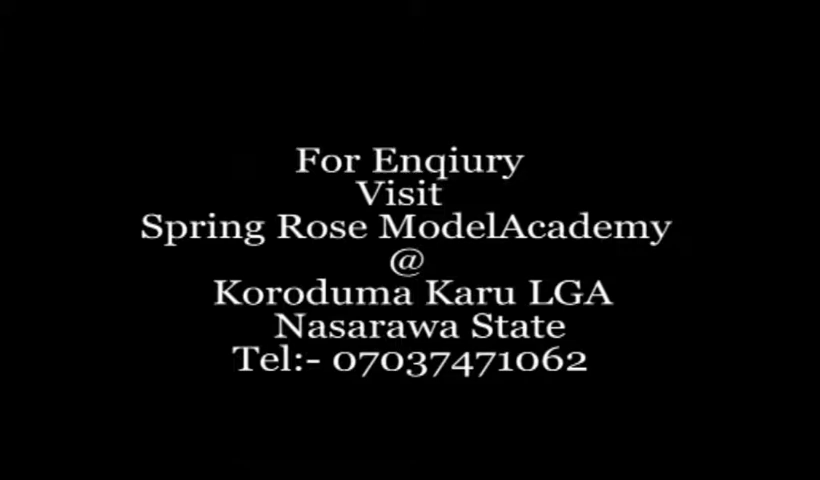 For Enqiury
Visit
Spring Rose ModelAcademy
@
Koroduma Karu LGA
Nasarawa State
Tel:- 07037471062